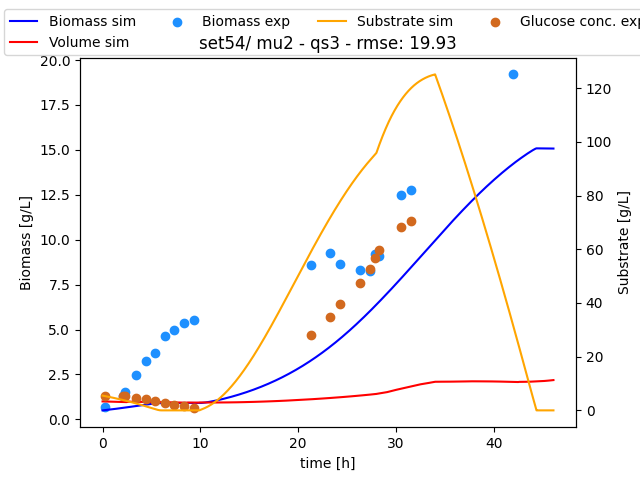 Biomass sim Biomass exp Substrate sim Glucose conc. exp
Volume sim
set54/ mu2 - qs3 - rmse: 19.93
20.0
17.5
15.0
12.5
10.0
7.5
5.0
2.5
0.0
Biomass [g/L]
120
100
80
60
40
20
0
Substrate [g/L]
0 10 20 30 40
time [h]